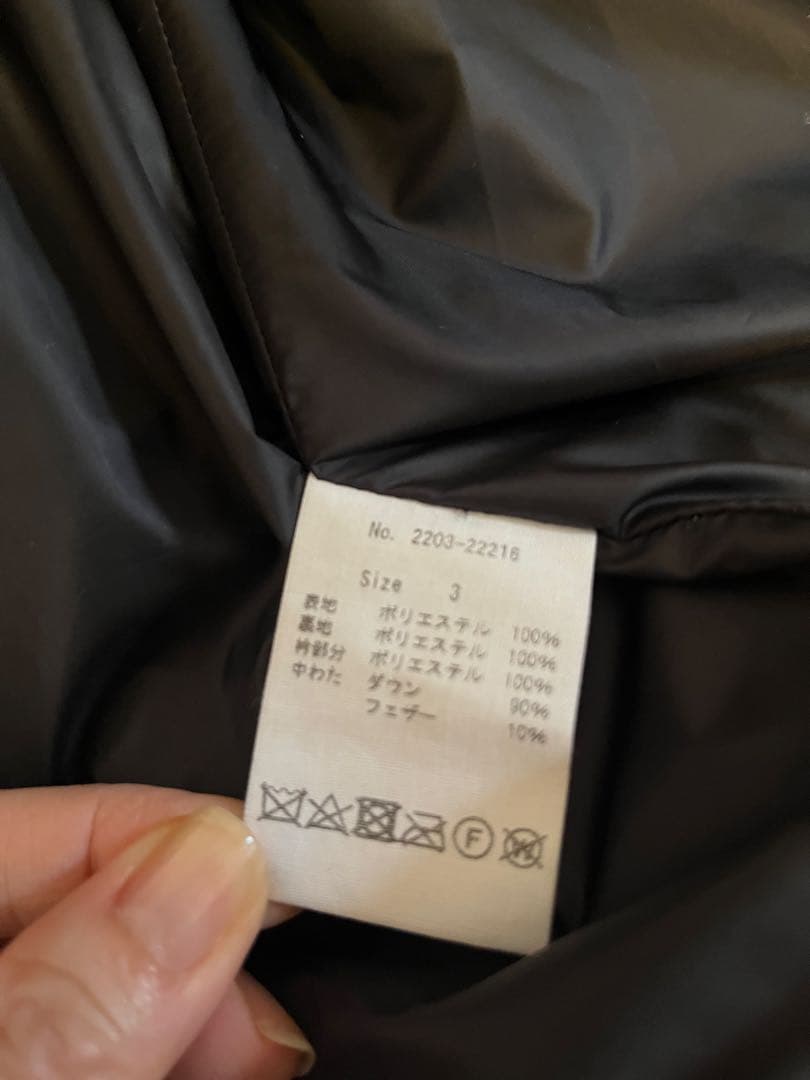 No. 2203-22216
Size 3
表地 ポリエステル 100%
裏地 ポリエステル 100%
衿部分 ポリエステル 100%
中わた ダウン 90%
フェザー 10%
F W